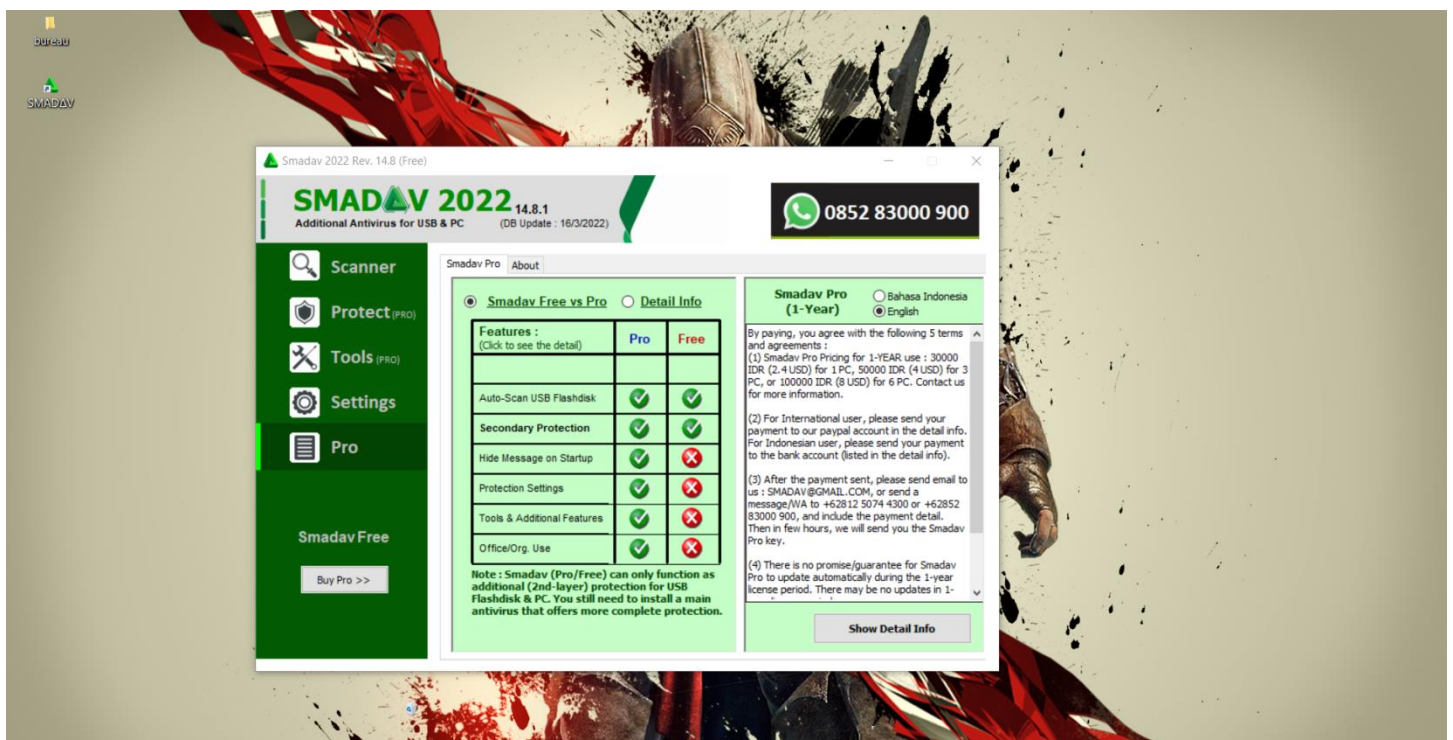 bureau
SMADΔV
Smadav 2022 Rev. 14.8 (Free)
SMADAV 2022 14.8.1
Additional Antivirus for USB & PC (DB Update : 16/3/2022)
0852 83000 900
Scanner
Protect (PRO)
Tools (PRO)
Settings
Pro
Smadav Free
Buy Pro >>
Smadav Pro About
Smadav Free vs Pro Detail Info
Features :
(Click to see the detail)
Pro Free
Auto-Scan USB Flashdisk
Secondary Protection
Hide Message on Startup
Protection Settings
Tools & Additional Features
Office/Org. Use
Note : Smadav (Pro/Free) can only function as
additional (2nd-layer) protection for USB
Flashdisk & PC. You still need to install a main
antivirus that offers more complete protection.
Smadav Pro
(1-Year)
Bahasa Indonesia
English
By paying, you agree with the following 5 terms
and agreements :
(1) Smadav Pro Pricing for 1-YEAR use : 30000
IDR (2.4 USD) for 1 PC, 50000 IDR (4 USD) for 3
PC, or 100000 IDR (8 USD) for 6 PC. Contact us
for more information.
(2) For International user, please send your
payment to our paypal account in the detail info.
For Indonesian user, please send your payment
to the bank account (listed in the detail info).
(3) After the payment sent, please send email to
us : SMADAV@GMAIL.COM, or send a
message/WA to +62812 5074 4300 or +62852
83000 900, and include the payment detail.
Then in few hours, we will send you the Smadav
Pro key.
(4) There is no promise/guarantee for Smadav
Pro to update automatically during the 1-year
license period. There may be no updates in 1-
Show Detail Info